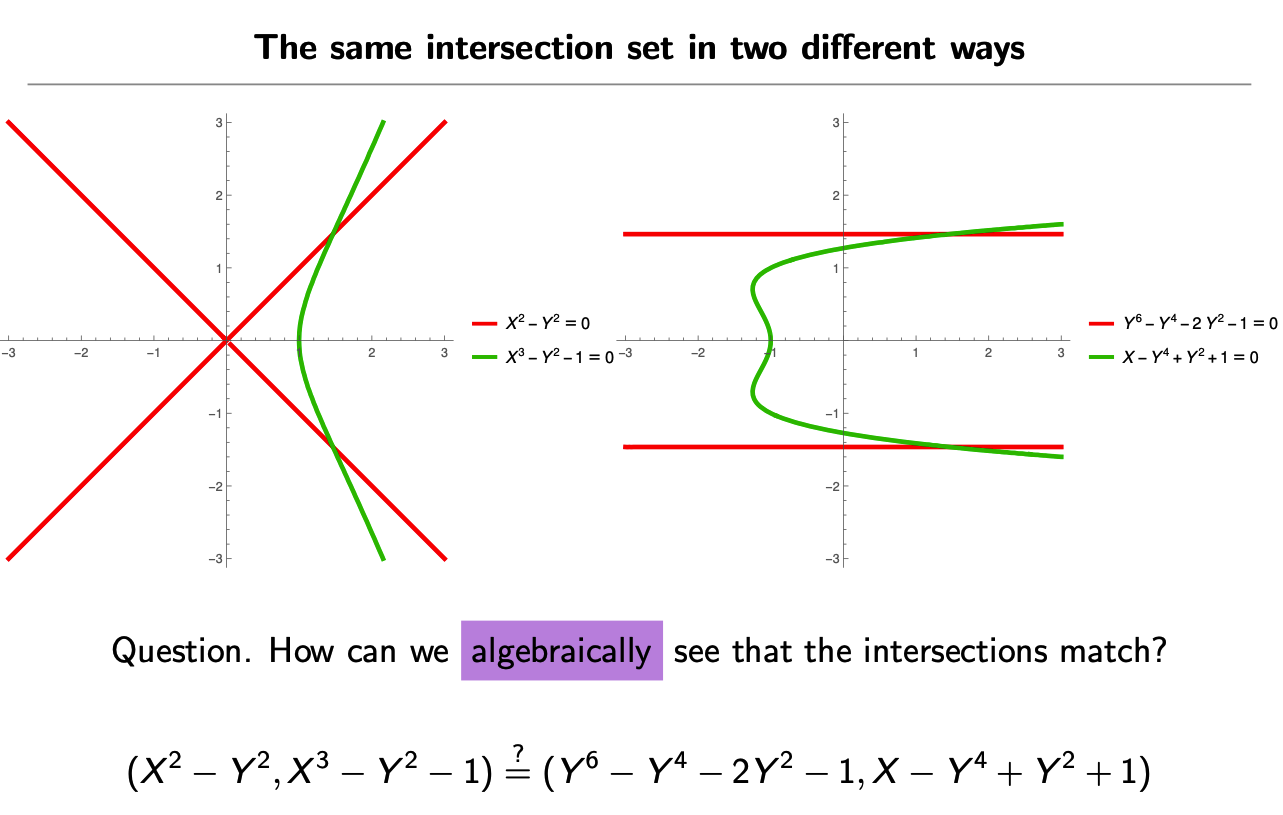 The same intersection set in two different ways
3
2
1
−3 −2 −1 1 2 3
−1
−2
−3
X² − Y² = 0
X³ − Y² − 1 = 0
3
2
1
−3 −2 −1 1 2 3
−1
−2
−3
Y⁶ − Y⁴ − 2 Y² − 1 = 0
X − Y⁴ + Y² + 1 = 0
Question. How can we algebraically see that the intersections match?
(X² − Y², X³ − Y² − 1) ≟ (Y⁶ − Y⁴ − 2Y² − 1, X − Y⁴ + Y² + 1)